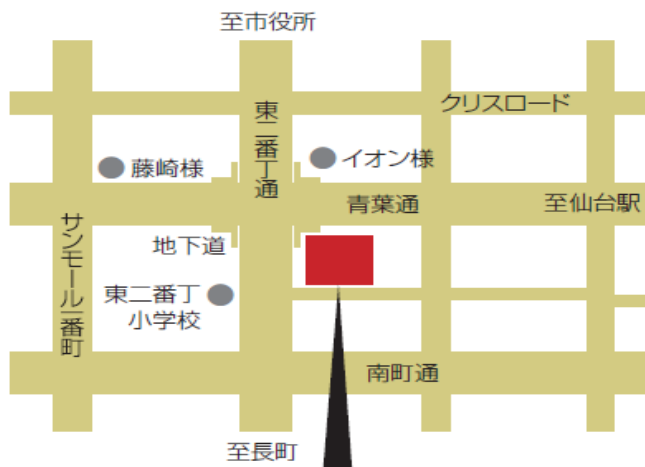 至市役所
クリスロード
東二番丁通
イオン様
藤崎様
青葉通
至仙台駅
サンモール一番町
地下道
東二番丁
小学校
南町通
至長町